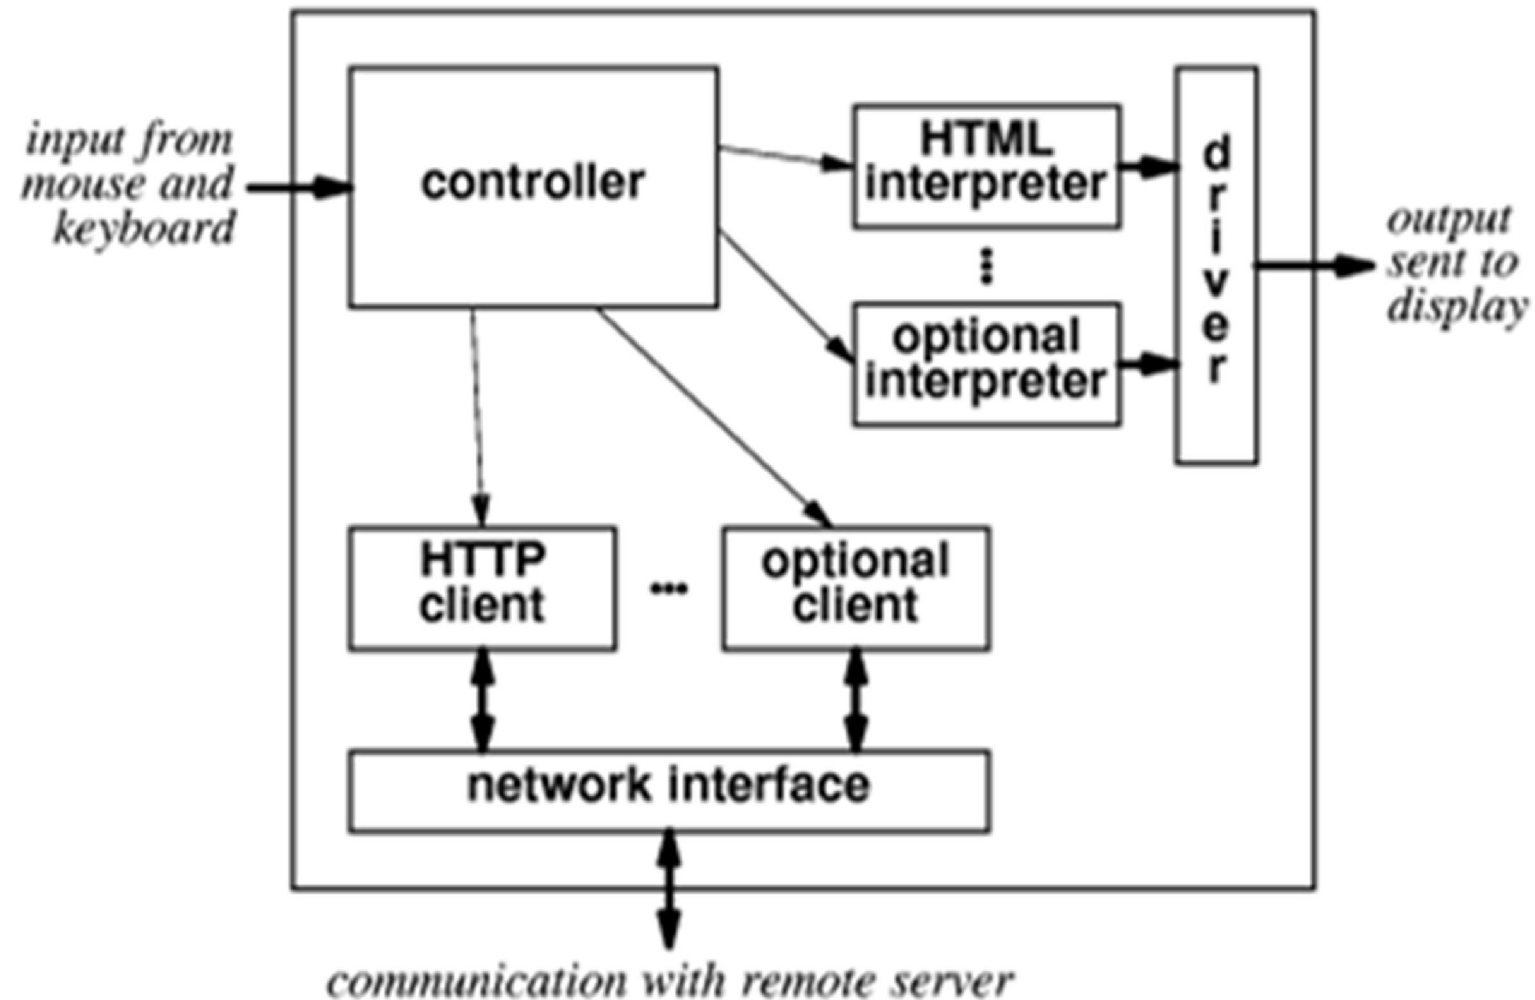 input from
mouse and
keyboard
controller
HTML
interpreter
optional
interpreter
driver
output
sent to
display
HTTP
client
optional
client
network interface
communication with remote server